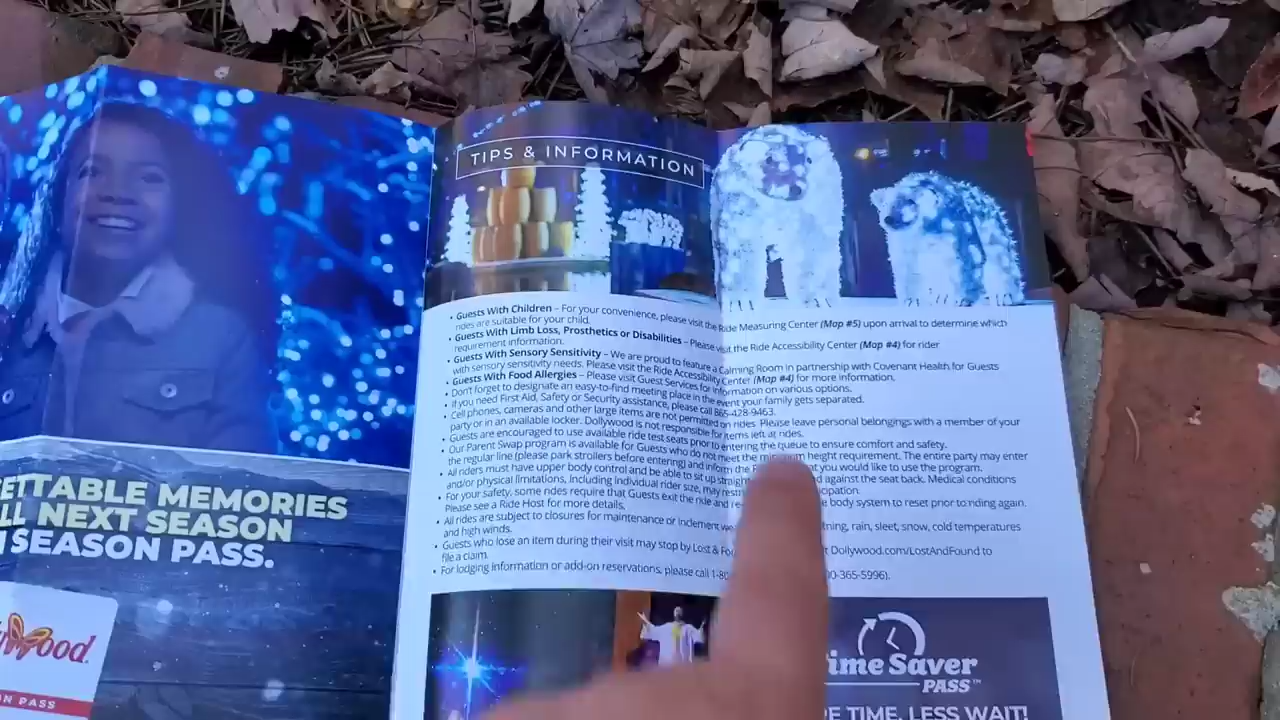 TIPS & INFORMATION
• Guests With Children – For your convenience, please visit the Ride Measuring Center (Map #5) upon arrival to determine which
rides are suitable for your child.
• Guests With Limb Loss, Prosthetics or Disabilities – Please visit the Ride Accessibility Center (Map #4) for rider
requirement information.
• Guests With Sensory Sensitivity – We are proud to feature a Calming Room in partnership with Covenant Health for Guests
with sensory sensitivity needs. Please visit the Ride Accessibility Center (Map #4) for more information.
• Guests With Food Allergies – Please visit Guest Services for information on various options.
• Don't forget to designate an easy-to-find meeting place in the event your family gets separated.
• If you need First Aid, Safety or Security assistance, please call 865-428-9463.
• Cell phones, cameras and other large items are not permitted on rides. Please leave personal belongings with a member of your
party or in an available locker. Dollywood is not responsible for items left at rides.
• Guests are encouraged to use available ride test seats prior to entering the queue to ensure comfort and safety.
• Our Parent Swap program is available for Guests who do not meet the minimum height requirement. The entire party may enter
the regular line (please park strollers before entering) and inform the t you would like to use the program.
• All riders must have upper body control and be able to sit up straight against the seat back. Medical conditions
and/or physical limitations, including individual rider size, may
• For your safety, some rides require that Guests exit the ride and body system to reset prior to riding again.
Please see a Ride Host for more details.
• All rides are subject to closures for maintenance or inclement rain, sleet, snow, cold temperatures
and high winds.
• Guests who lose an item during their visit may stop by Lost & Dollywood.com/LostAndFound to
file a claim.
• For lodging information or add-on reservations, please call 1-80 00-365-5996).
ETTABLE MEMORIES
LL NEXT SEASON
SEASON PASS.
wood
N PASS
ime Saver
PASS™
E TIME, LESS WAIT!